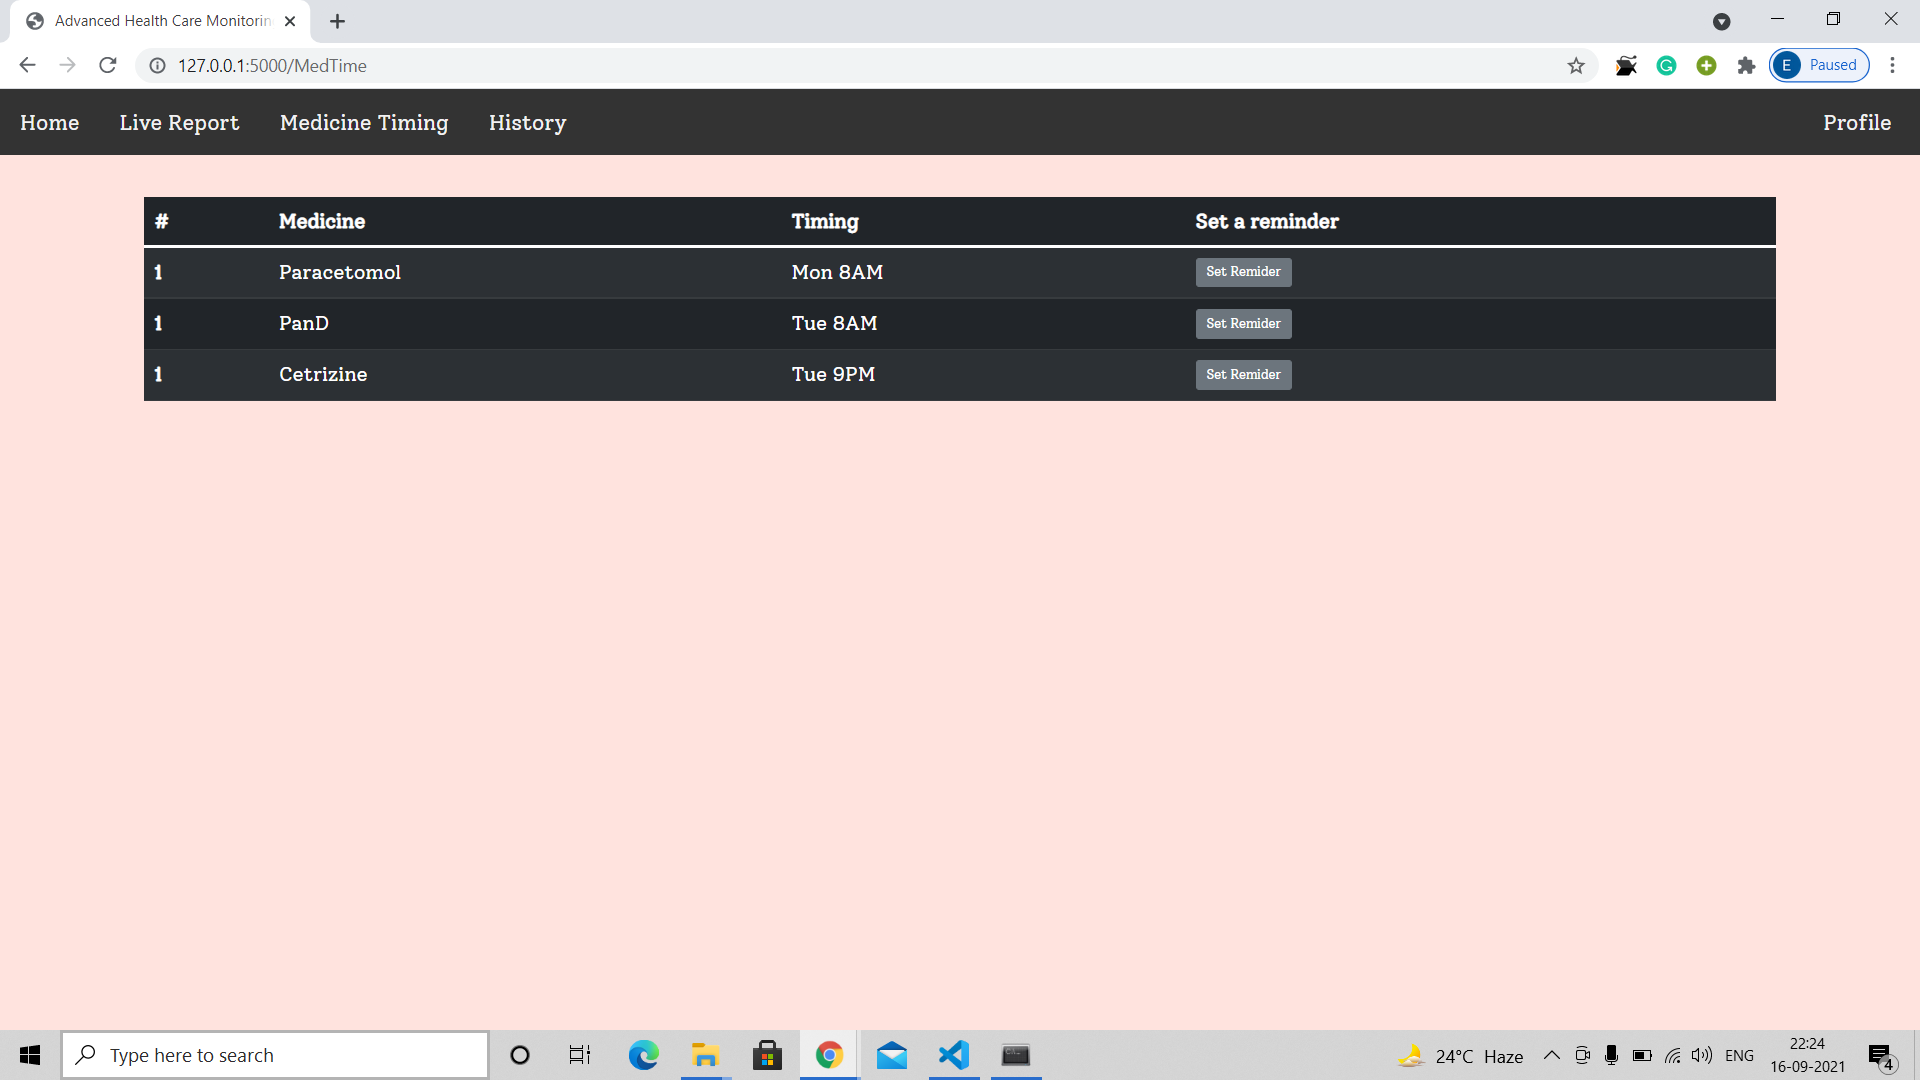 Advanced Health Care Monitorin
127.0.0.1:5000/MedTime
E Paused
Home Live Report Medicine Timing History Profile
# Medicine Timing Set a reminder
1 Paracetomol Mon 8AM Set Remider
1 PanD Tue 8AM Set Remider
1 Cetrizine Tue 9PM Set Remider
Type here to search
24°C Haze
ENG
22:24
16-09-2021
4